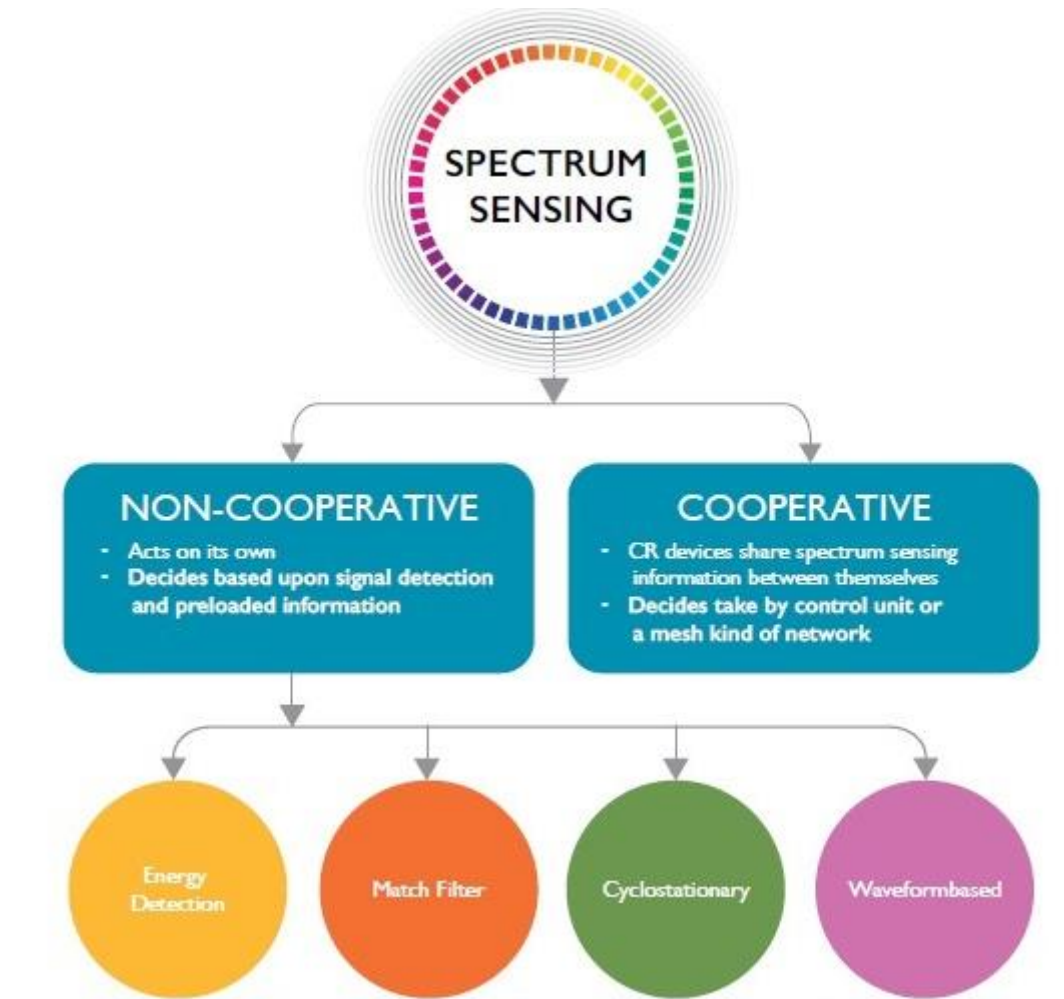 SPECTRUM
SENSING
NON-COOPERATIVE
- Acts on its own
- Decides based upon signal detection
and preloaded information
COOPERATIVE
- CR devices share spectrum sensing
information between themselves
- Decides take by control unit or
a mesh kind of network
Energy
Detection
Match Filter
Cyclostationary
Waveformbased